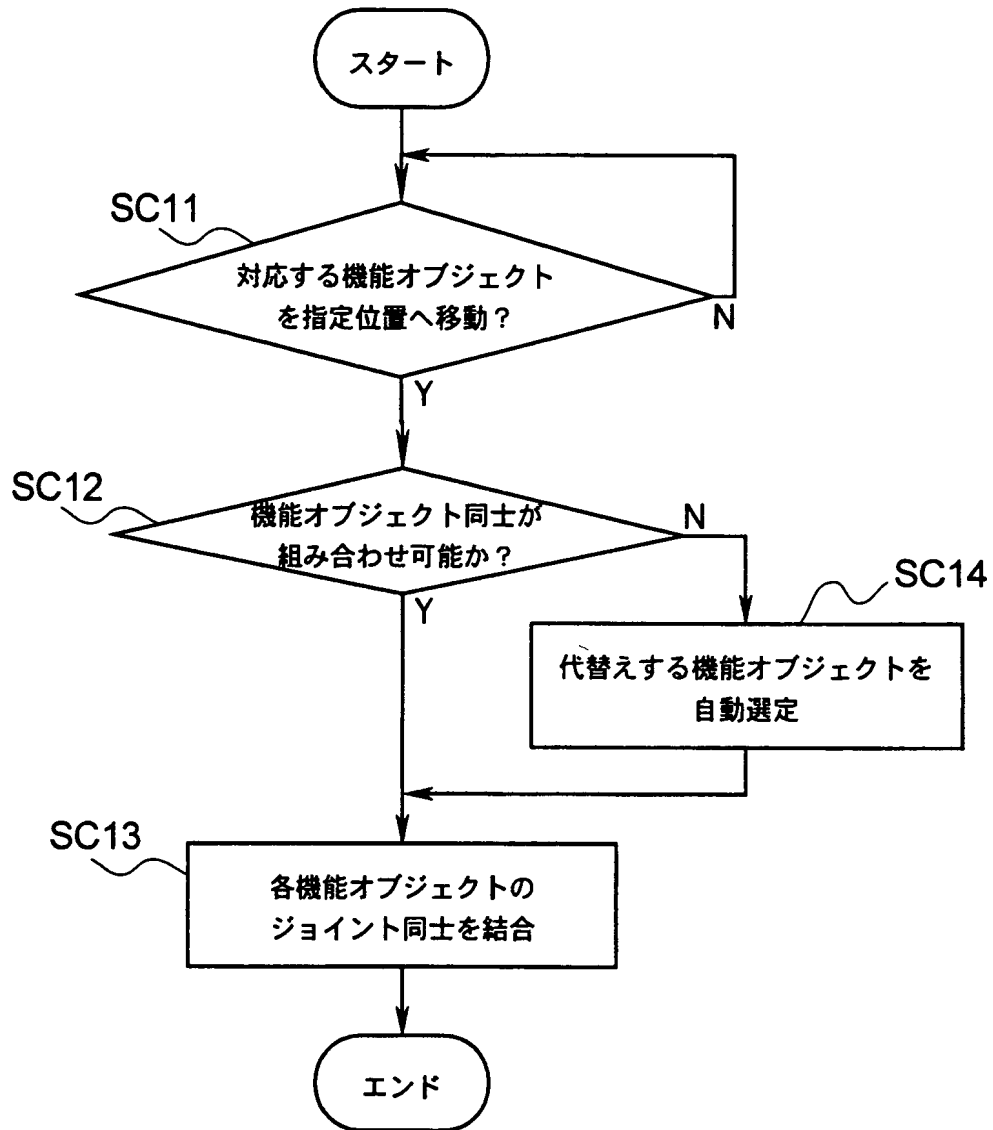 スタート
SC11
対応する機能オブジェクト
を指定位置へ移動？
N
Y
SC12
機能オブジェクト同士が
組み合わせ可能か？
N
Y
SC14
代替えする機能オブジェクトを
自動選定
SC13
各機能オブジェクトの
ジョイント同士を結合
エンド